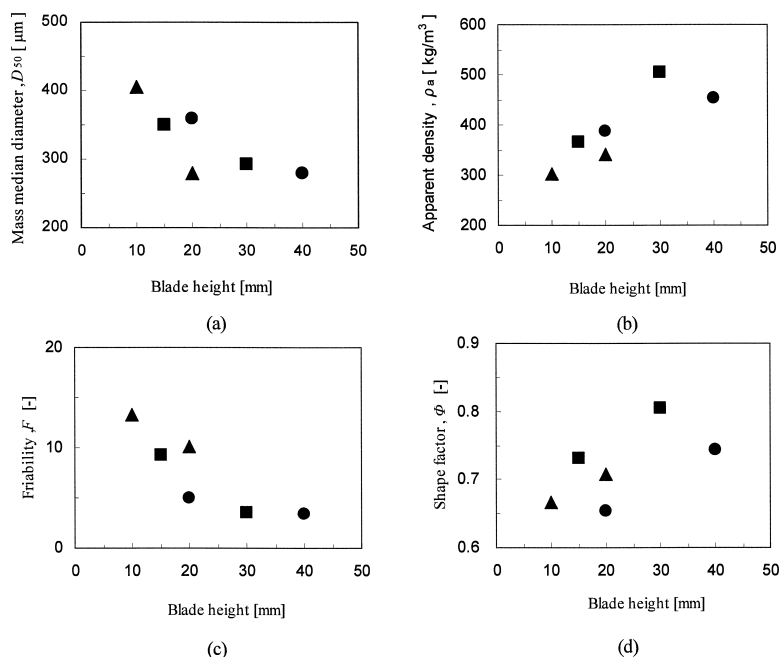 500
400
300
200
0 10 20 30 40 50
Mass median diameter ,D50 [ μm ]
Blade height [mm]
(a)
600
500
400
300
200
0 10 20 30 40 50
Apparent density , ρa [ kg/m³ ]
Blade height [mm]
(b)
20
10
0
0 10 20 30 40 50
Friability ,F [-]
Blade height [mm]
(c)
0.9
0.8
0.7
0.6
0 10 20 30 40 50
Shape factor , Φ [-]
Blade height [mm]
(d)